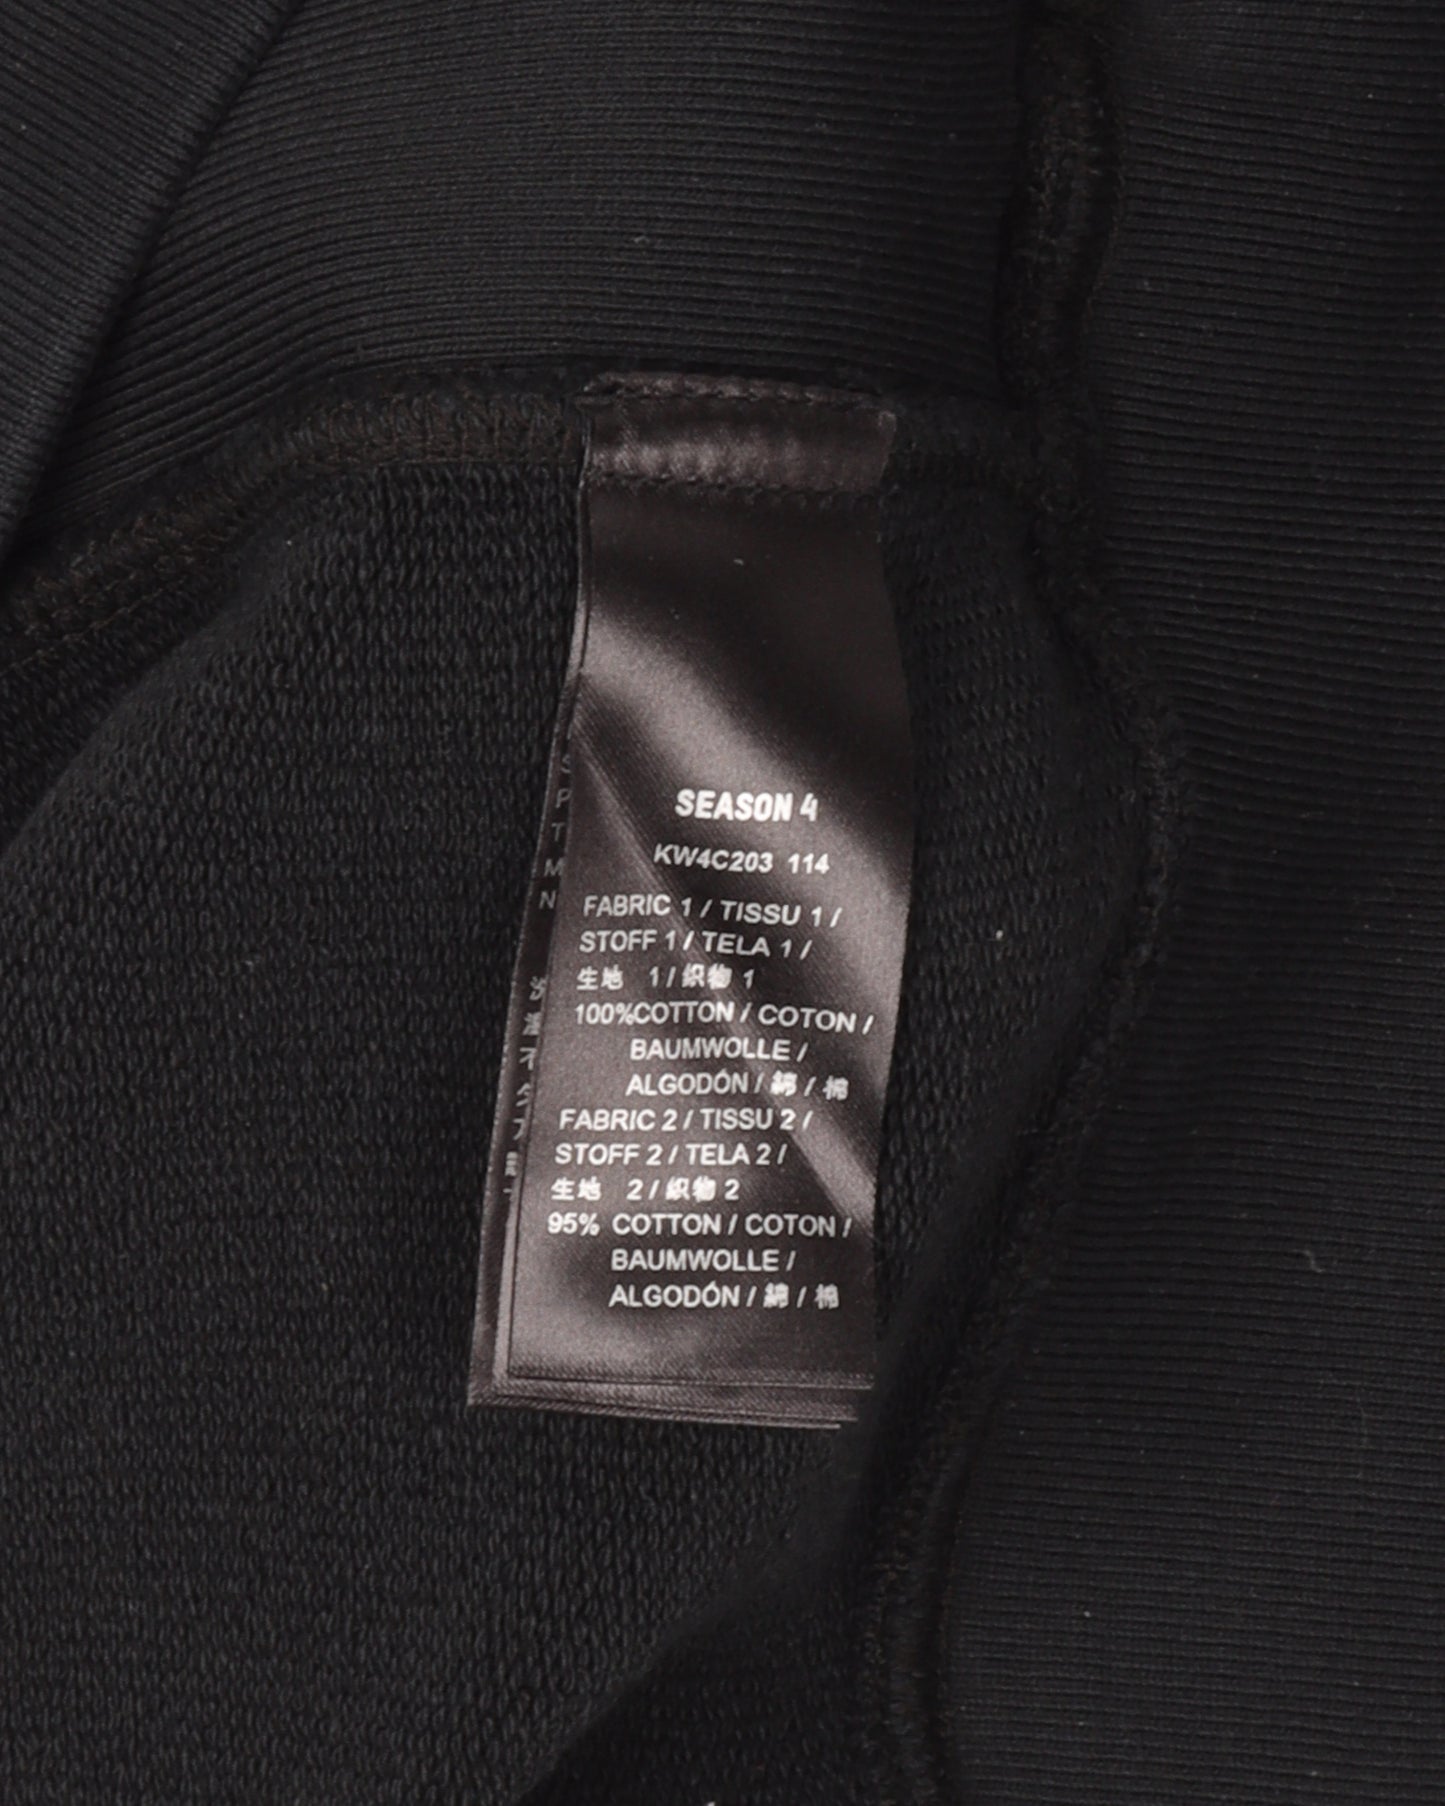 SEASON 4
KW4C203 114
FABRIC 1 / TISSU 1 /
STOFF 1 / TELA 1 /
生地 1 / 织物 1
100%COTTON / COTON /
BAUMWOLLE /
ALGODÓN / 綿 / 棉
FABRIC 2 / TISSU 2 /
STOFF 2 / TELA 2 /
生地 2 / 织物 2
95% COTTON / COTON /
BAUMWOLLE /
ALGODÓN / 綿 / 棉